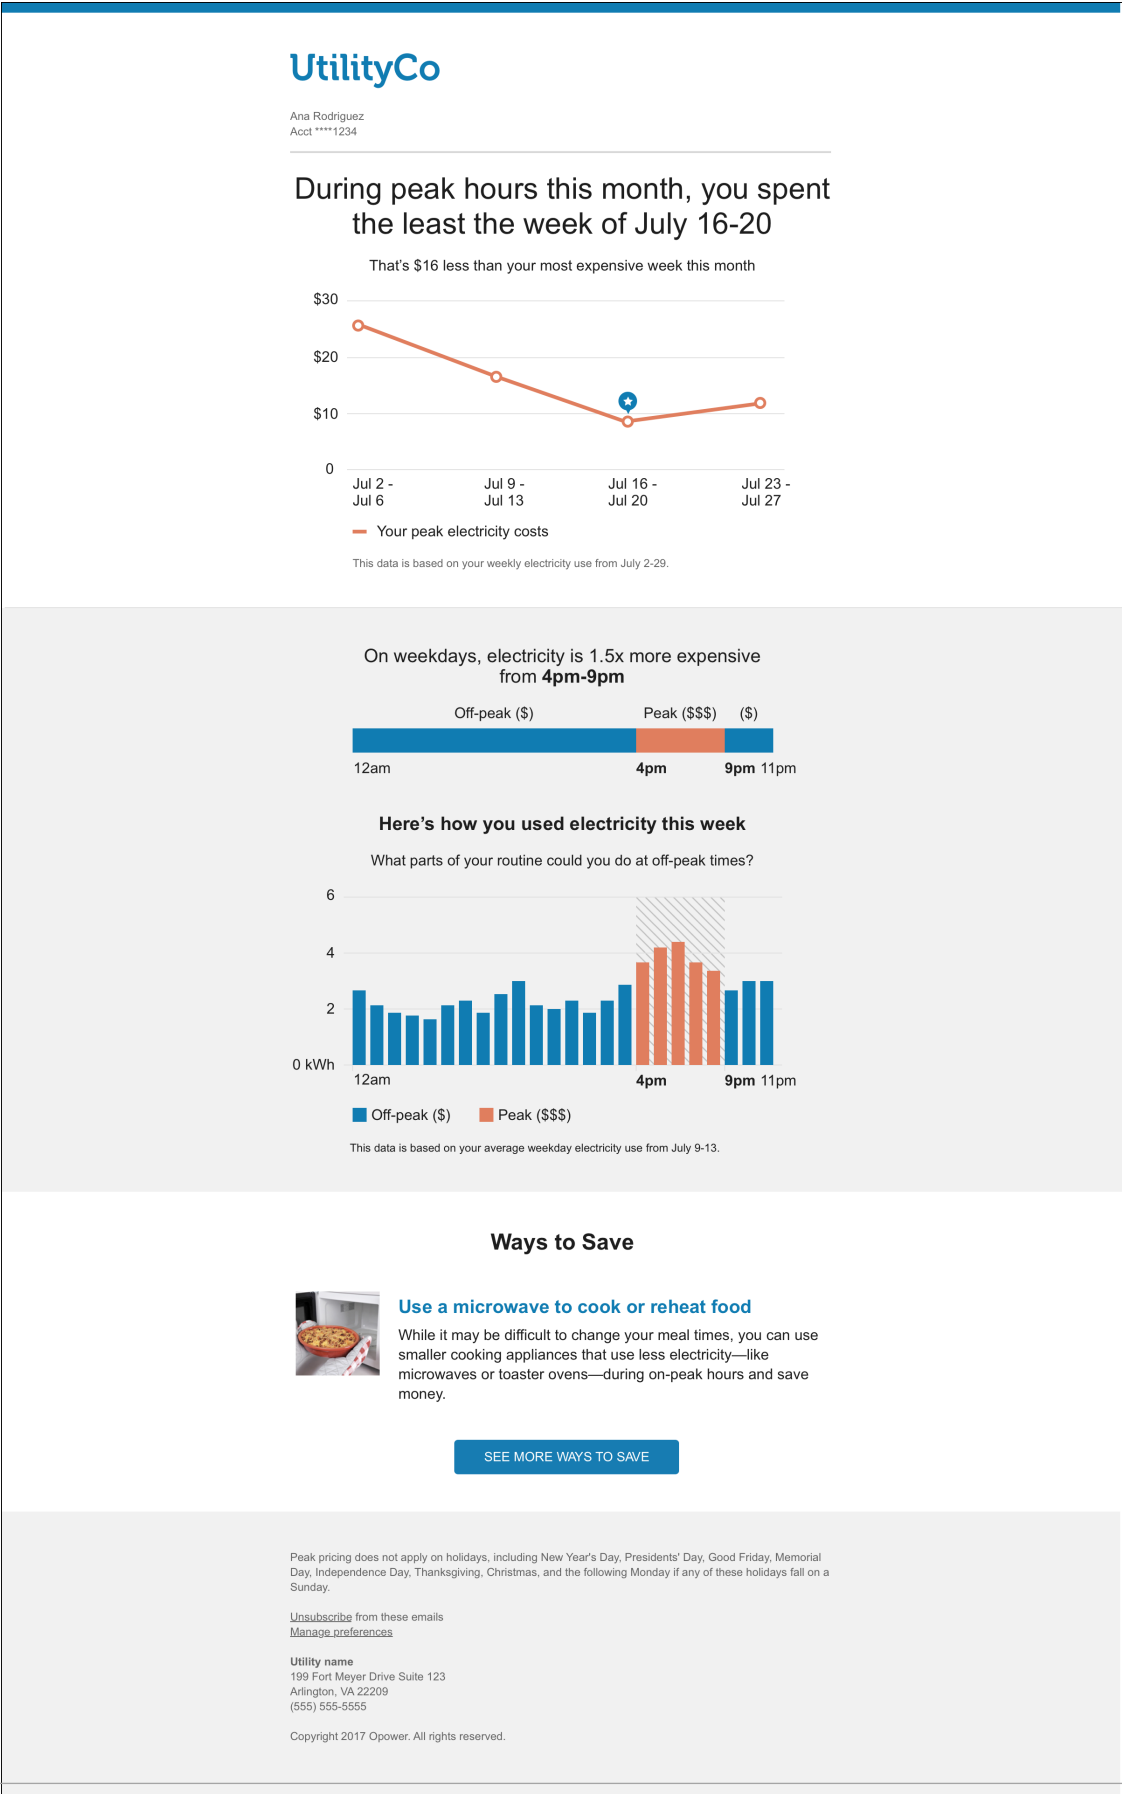 UtilityCo
Ana Rodriguez
Acct ****1234
During peak hours this month, you spent
the least the week of July 16-20
That's $16 less than your most expensive week this month
$30
$20
$10
0
Jul 2 -
Jul 6
Jul 9 -
Jul 13
Jul 16 -
Jul 20
Jul 23 -
Jul 27
Your peak electricity costs
This data is based on your weekly electricity use from July 2-29.
On weekdays, electricity is 1.5x more expensive
from 4pm-9pm
Off-peak ($) Peak ($$$) ($)
12am 4pm 9pm 11pm
Here's how you used electricity this week
What parts of your routine could you do at off-peak times?
6
4
2
0 kWh
12am 4pm 9pm 11pm
Off-peak ($) Peak ($$$)
This data is based on your average weekday electricity use from July 9-13.
Ways to Save
Use a microwave to cook or reheat food
While it may be difficult to change your meal times, you can use
smaller cooking appliances that use less electricity—like
microwaves or toaster ovens—during on-peak hours and save
money.
SEE MORE WAYS TO SAVE
Peak pricing does not apply on holidays, including New Year's Day, Presidents' Day, Good Friday, Memorial
Day, Independence Day, Thanksgiving, Christmas, and the following Monday if any of these holidays fall on a
Sunday.
Unsubscribe from these emails
Manage preferences
Utility name
199 Fort Meyer Drive Suite 123
Arlington, VA 22209
(555) 555-5555
Copyright 2017 Opower. All rights reserved.